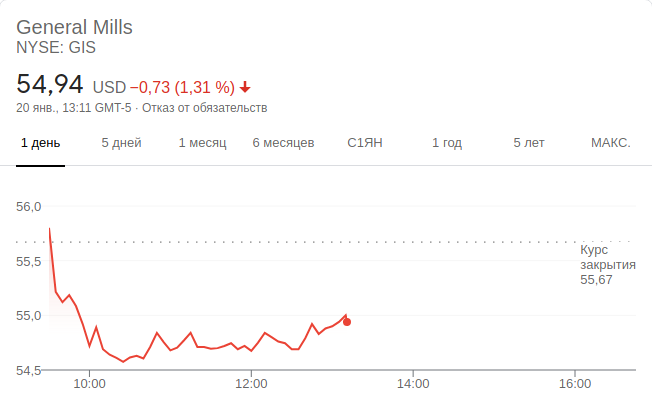 General Mills
NYSE: GIS
54,94 USD −0,73 (1,31 %)
20 янв., 13:11 GMT-5 · Отказ от обязательств
1 день 5 дней 1 месяц 6 месяцев С1ЯН 1 год 5 лет МАКС.
56,0
55,5
55,0
54,5
Курс
закрытия
55,67
10:00 12:00 14:00 16:00